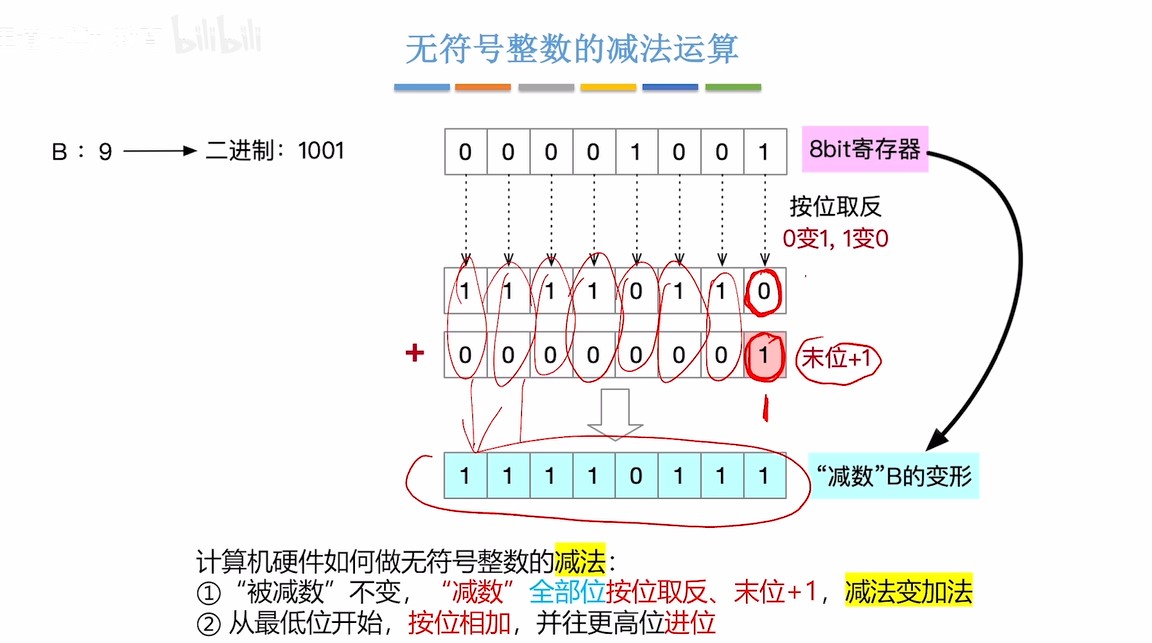 bilibili
无符号整数的减法运算
B：9 二进制：1001
0 0 0 0 1 0 0 1 8bit寄存器
按位取反
0变1, 1变0
1 1 1 1 0 1 1 0
+ 0 0 0 0 0 0 0 1 末位+1
1 1 1 1 0 1 1 1 “减数”B的变形
计算机硬件如何做无符号整数的减法：
① “被减数”不变，“减数”全部位按位取反、末位+1，减法变加法
② 从最低位开始，按位相加，并往更高位进位